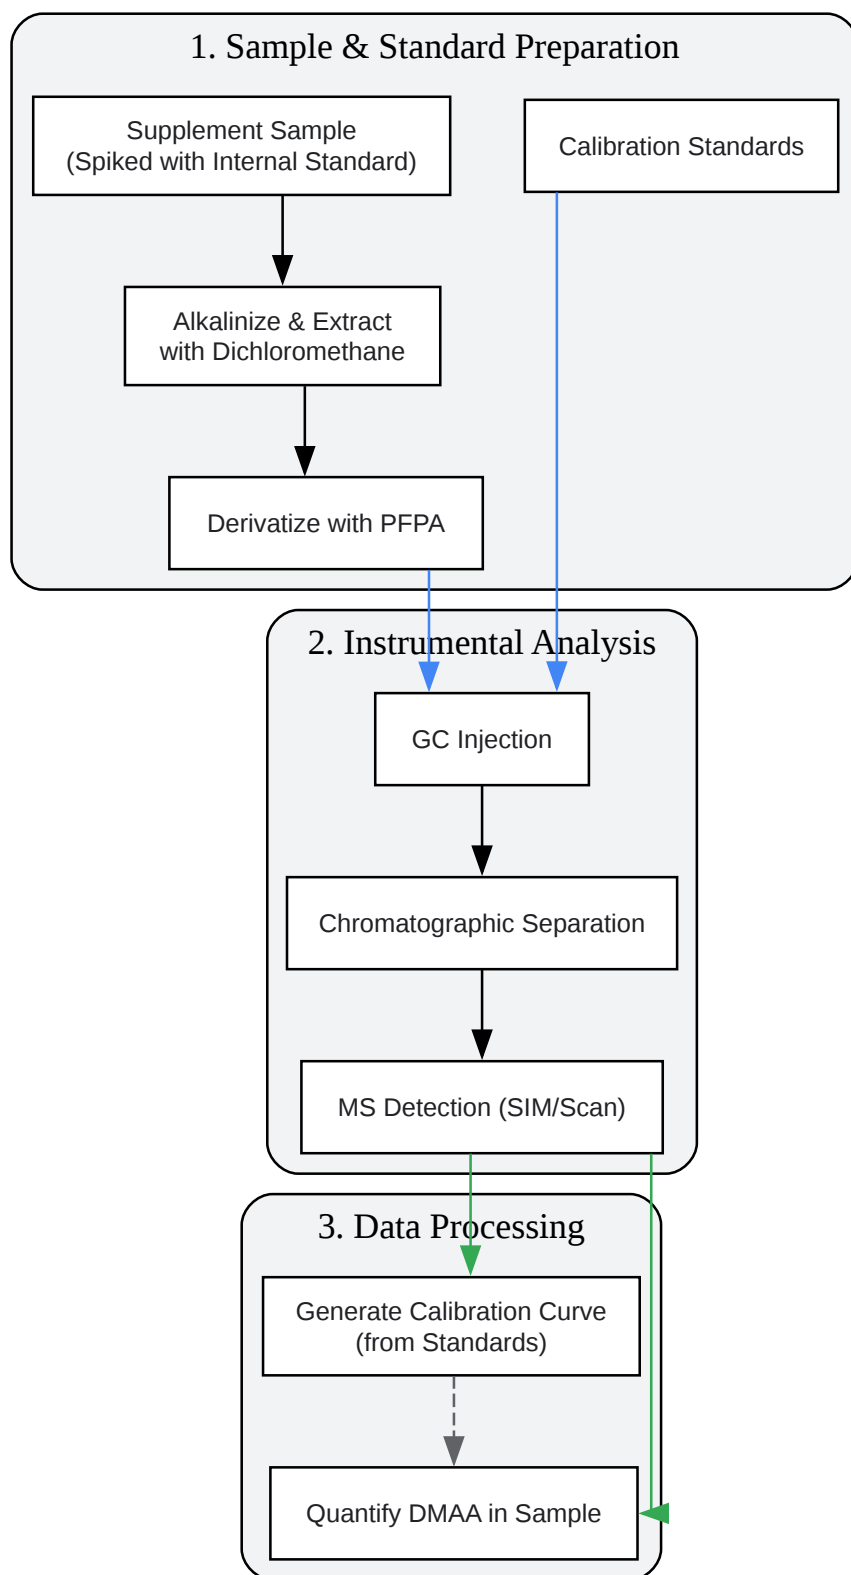 1. Sample & Standard Preparation
Supplement Sample
(Spiked with Internal Standard)
Calibration Standards
Alkalinize & Extract
with Dichloromethane
Derivatize with PFPA
2. Instrumental Analysis
GC Injection
Chromatographic Separation
MS Detection (SIM/Scan)
3. Data Processing
Generate Calibration Curve
(from Standards)
Quantify DMAA in Sample